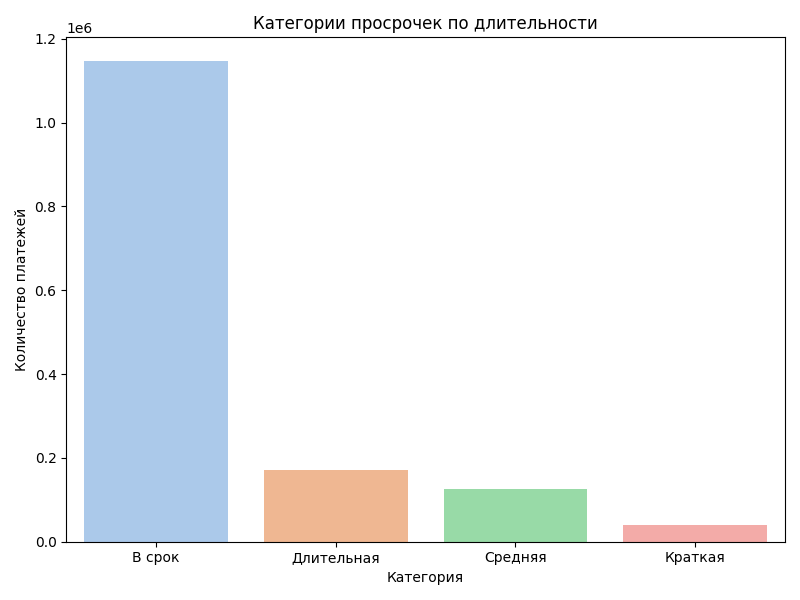 Категории просрочек по длительности
1e6
1.2
1.0
0.8
0.6
0.4
0.2
0.0
Количество платежей
В срок
Длительная
Средняя
Краткая
Категория